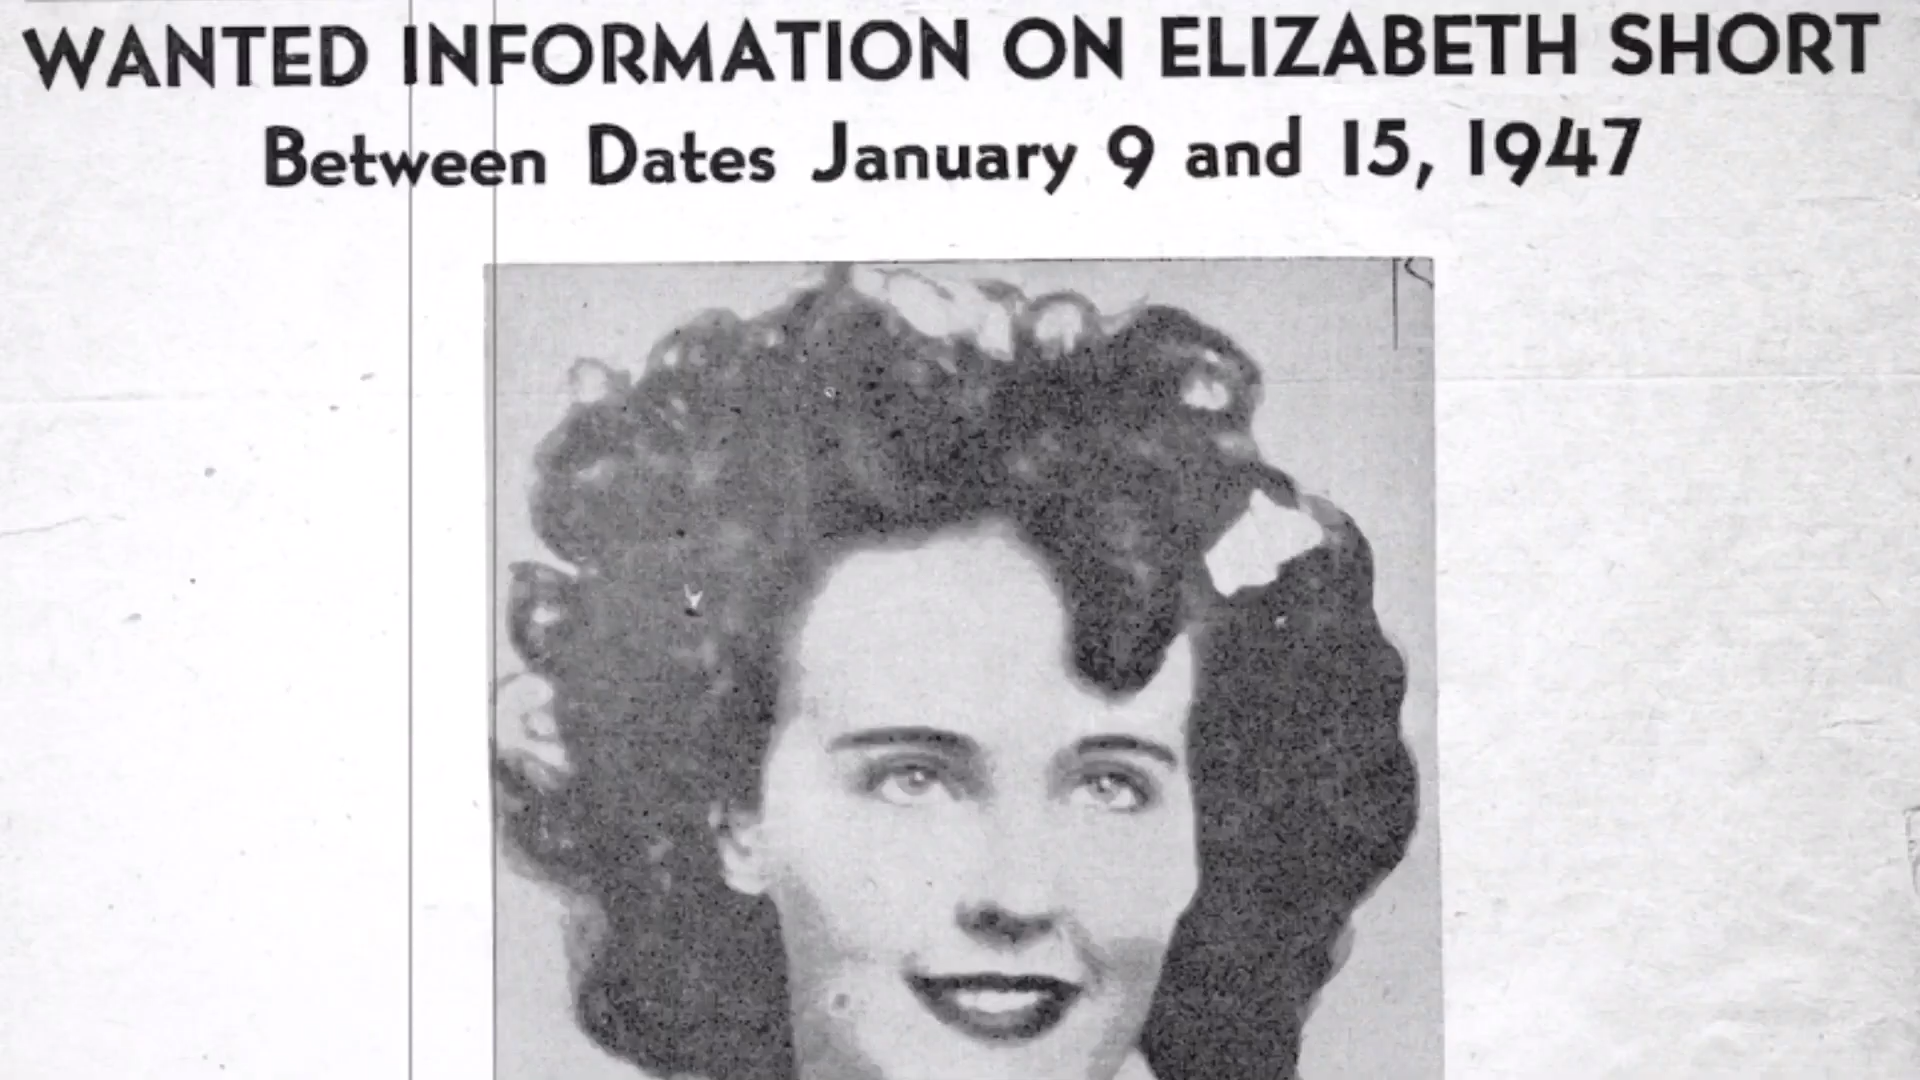 WANTED INFORMATION ON ELIZABETH SHORT
Between Dates January 9 and 15, 1947